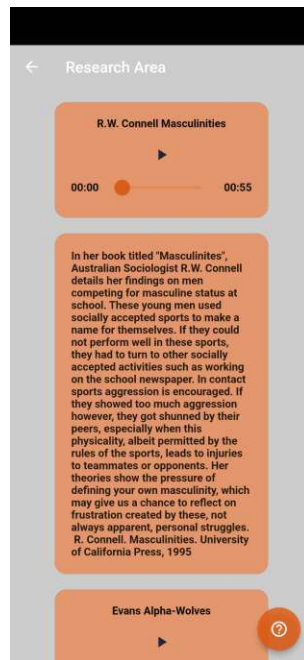 Research Area
R.W. Connell Masculinities
00:00 00:55
In her book titled "Masculinites",
Australian Sociologist R.W. Connell
details her findings on men
competing for masculine status at
school. These young men used
socially accepted sports to make a
name for themselves. If they could
not perform well in these sports,
they had to turn to other socially
accepted activities such as working
on the school newspaper. In contact
sports aggression is encouraged. If
they showed too much aggression
however, they got shunned by their
peers, especially when this
physicality, albeit permitted by the
rules of the sports, leads to injuries
to teammates or opponents. Her
theories show the pressure of
defining your own masculinity, which
may give us a chance to reflect on
frustration created by these, not
always apparent, personal struggles.
R. Connell. Masculinities. University
of California Press, 1995
Evans Alpha-Wolves